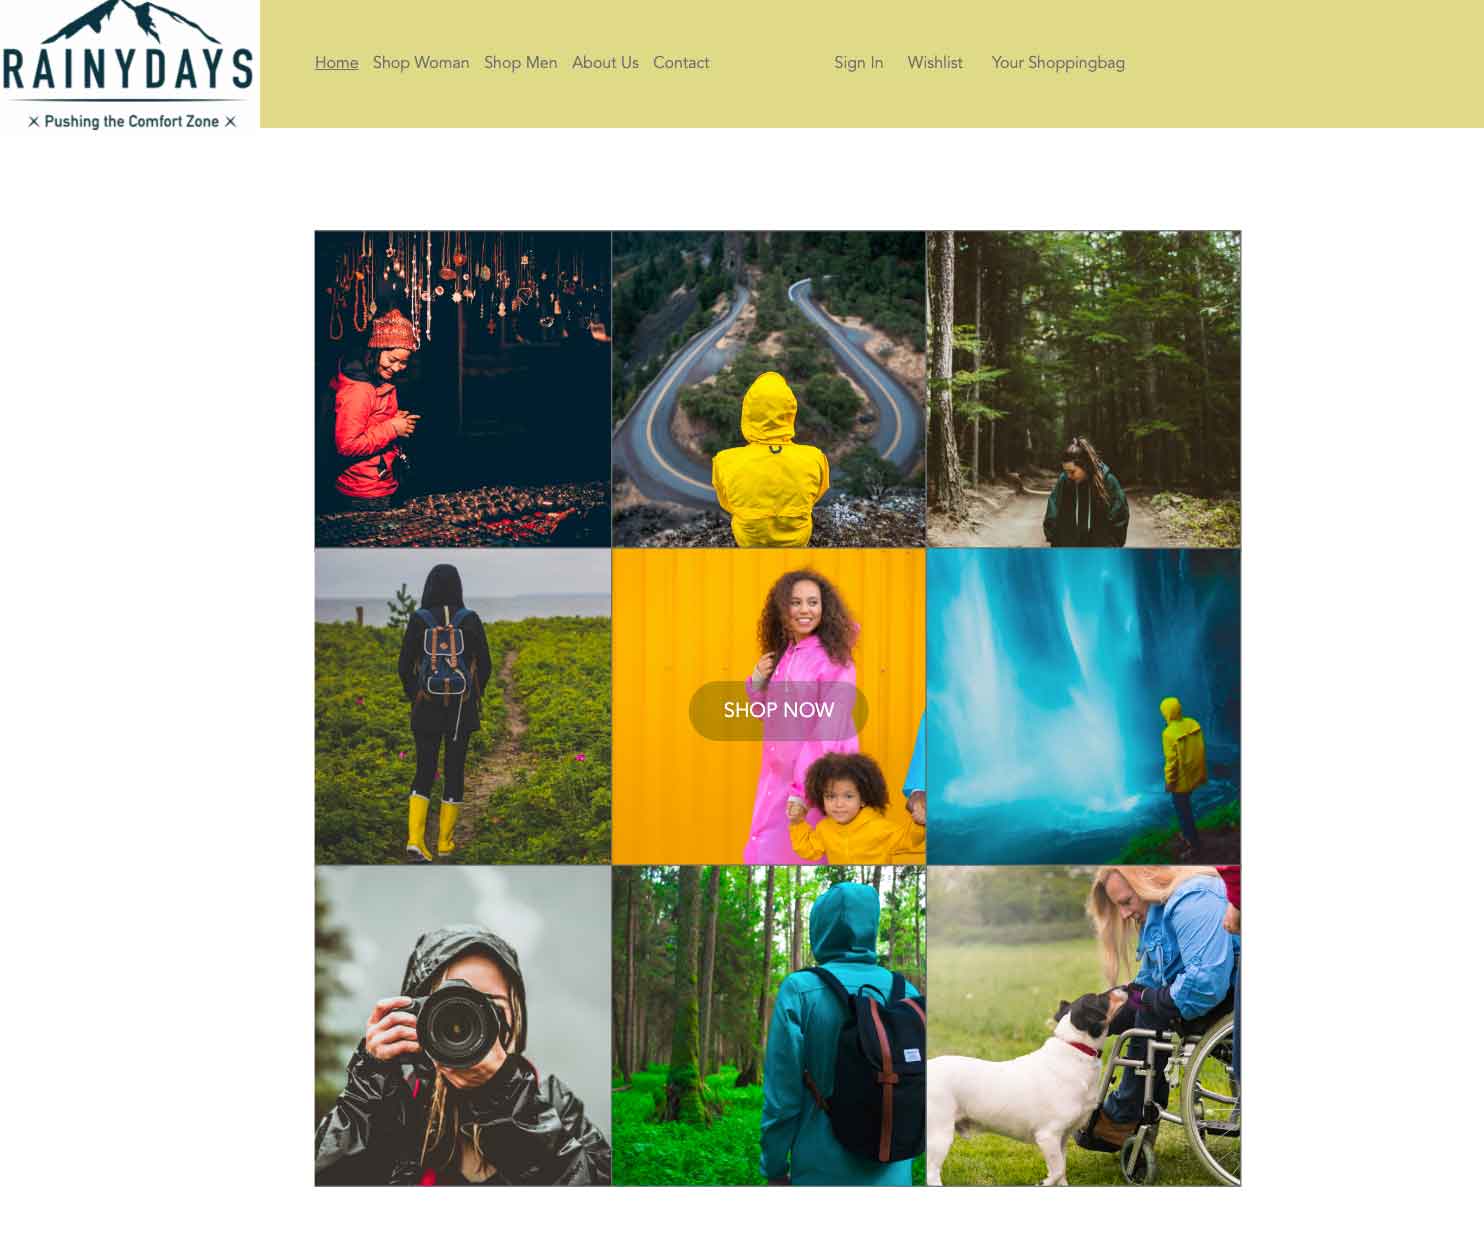 RAINYDAYS
× Pushing the Comfort Zone ×
Home Shop Woman Shop Men About Us Contact Sign In Wishlist Your Shoppingbag
SHOP NOW